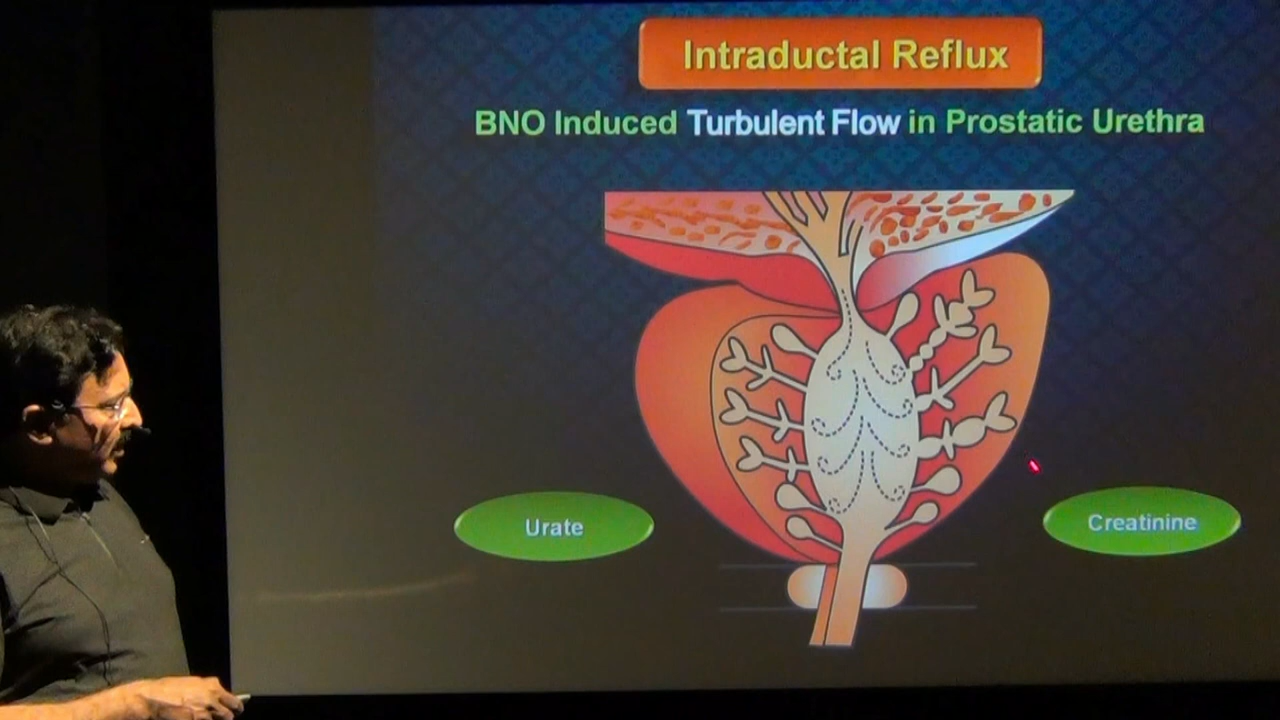 Intraductal Reflux
BNO Induced Turbulent Flow in Prostatic Urethra
Urate
Creatinine